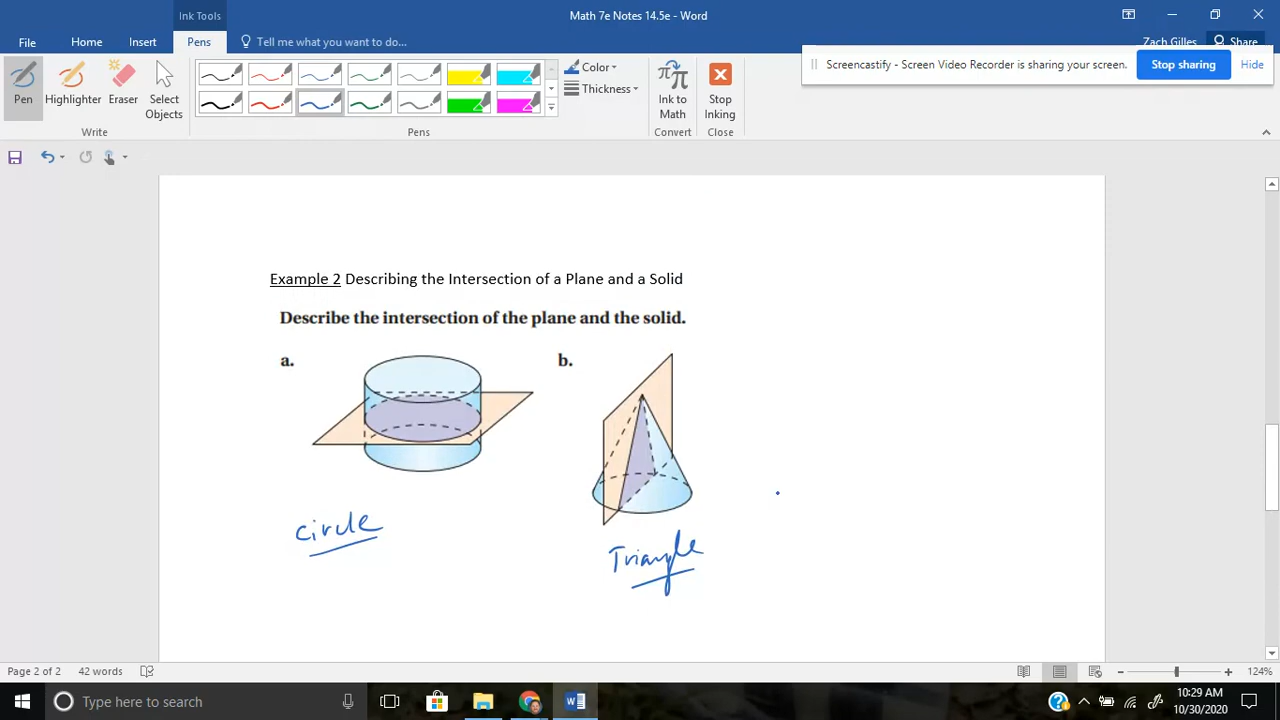 Ink Tools
Math 7e Notes 14.5e - Word
File Home Insert Pens Tell me what you want to do... Zach Gilles Share
Screencastify - Screen Video Recorder is sharing your screen. Stop sharing Hide
Pen Highlighter Eraser Select Objects
Color
Thickness
Ink to Math
Stop Inking
Write Pens Convert Close
Example 2 Describing the Intersection of a Plane and a Solid
Describe the intersection of the plane and the solid.
a. b.
circle
Triangle
Page 2 of 2 42 words 124%
Type here to search
10:29 AM
10/30/2020